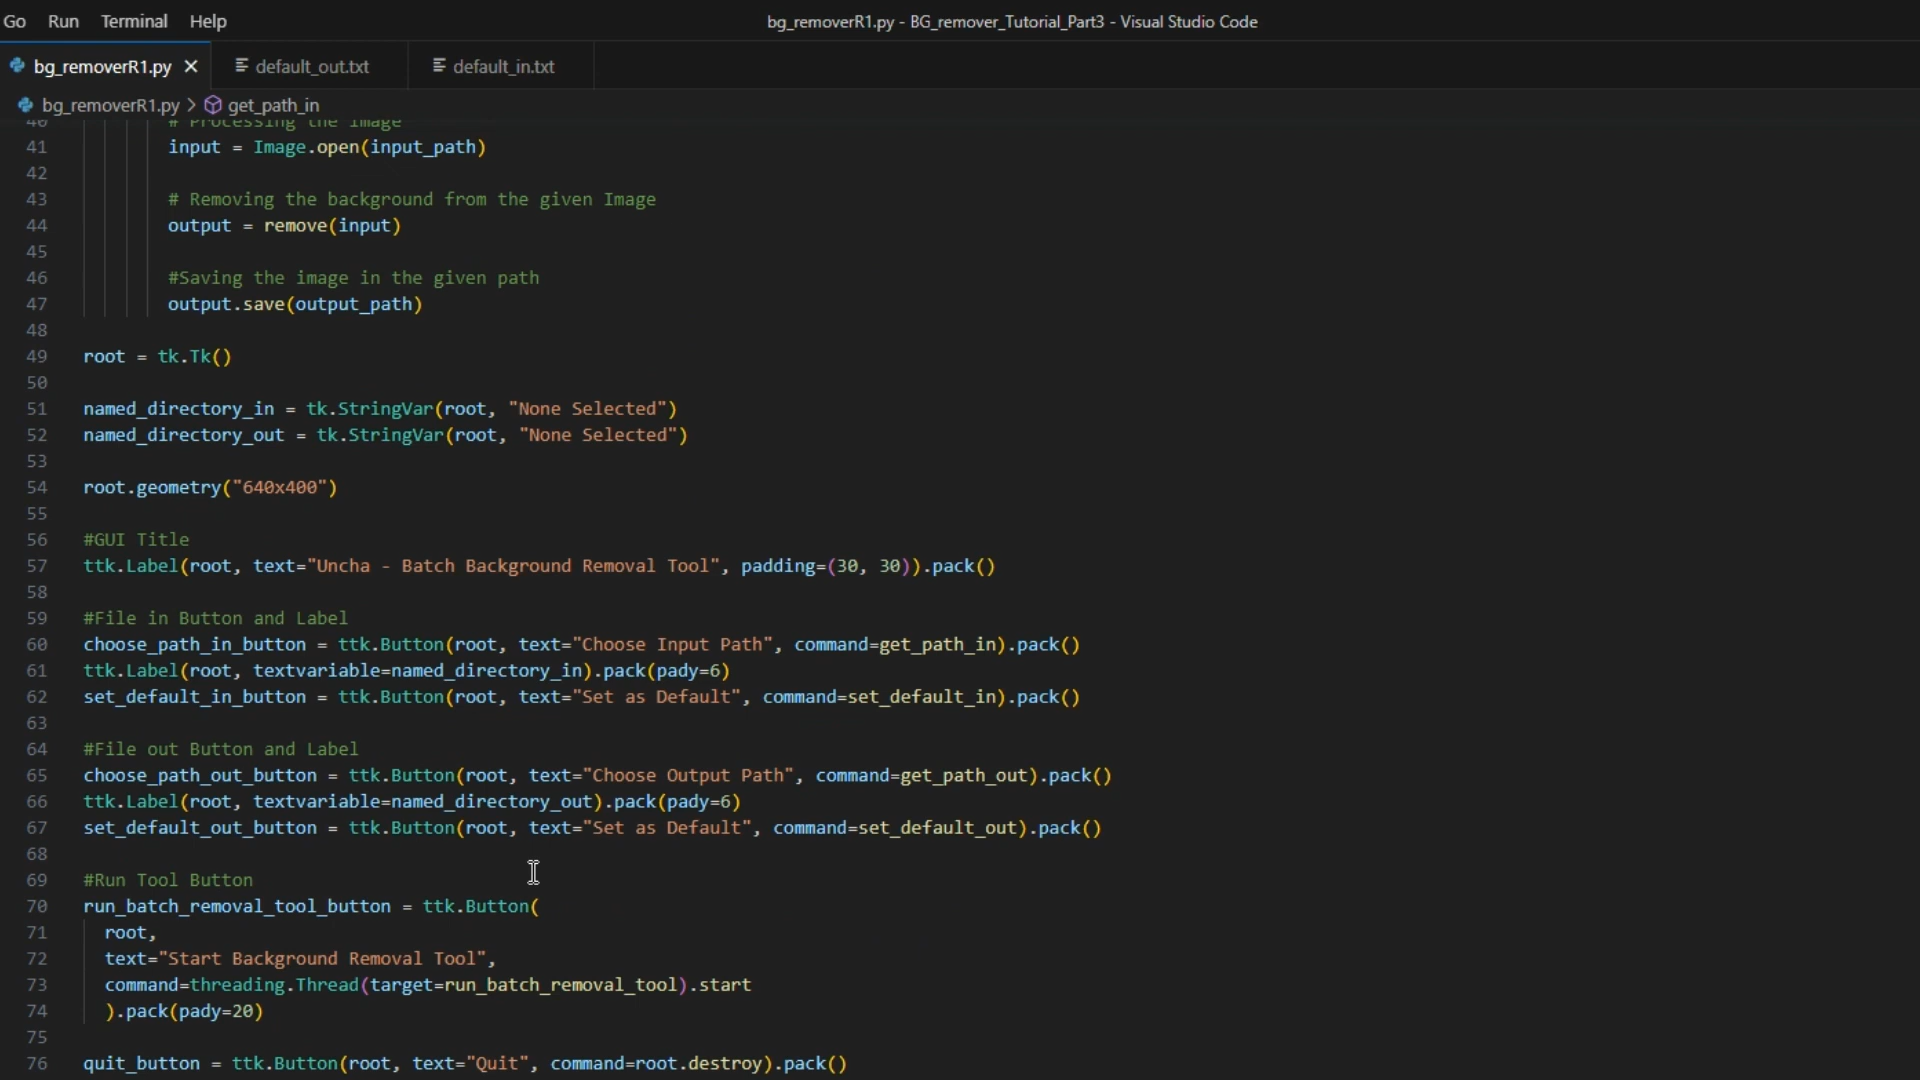 Go Run Terminal Help bg_removerR1.py - BG_remover_Tutorial_Part3 - Visual Studio Code
bg_removerR1.py default_out.txt default_in.txt
bg_removerR1.py > get_path_in
40 # Processing the image
41 input = Image.open(input_path)
42
43 # Removing the background from the given Image
44 output = remove(input)
45
46 #Saving the image in the given path
47 output.save(output_path)
48
49 root = tk.Tk()
50
51 named_directory_in = tk.StringVar(root, "None Selected")
52 named_directory_out = tk.StringVar(root, "None Selected")
53
54 root.geometry("640x400")
55
56 #GUI Title
57 ttk.Label(root, text="Uncha - Batch Background Removal Tool", padding=(30, 30)).pack()
58
59 #File in Button and Label
60 choose_path_in_button = ttk.Button(root, text="Choose Input Path", command=get_path_in).pack()
61 ttk.Label(root, textvariable=named_directory_in).pack(pady=6)
62 set_default_in_button = ttk.Button(root, text="Set as Default", command=set_default_in).pack()
63
64 #File out Button and Label
65 choose_path_out_button = ttk.Button(root, text="Choose Output Path", command=get_path_out).pack()
66 ttk.Label(root, textvariable=named_directory_out).pack(pady=6)
67 set_default_out_button = ttk.Button(root, text="Set as Default", command=set_default_out).pack()
68
69 #Run Tool Button
70 run_batch_removal_tool_button = ttk.Button(
71 root,
72 text="Start Background Removal Tool",
73 command=threading.Thread(target=run_batch_removal_tool).start
74 ).pack(pady=20)
75
76 quit_button = ttk.Button(root, text="Quit", command=root.destroy).pack()